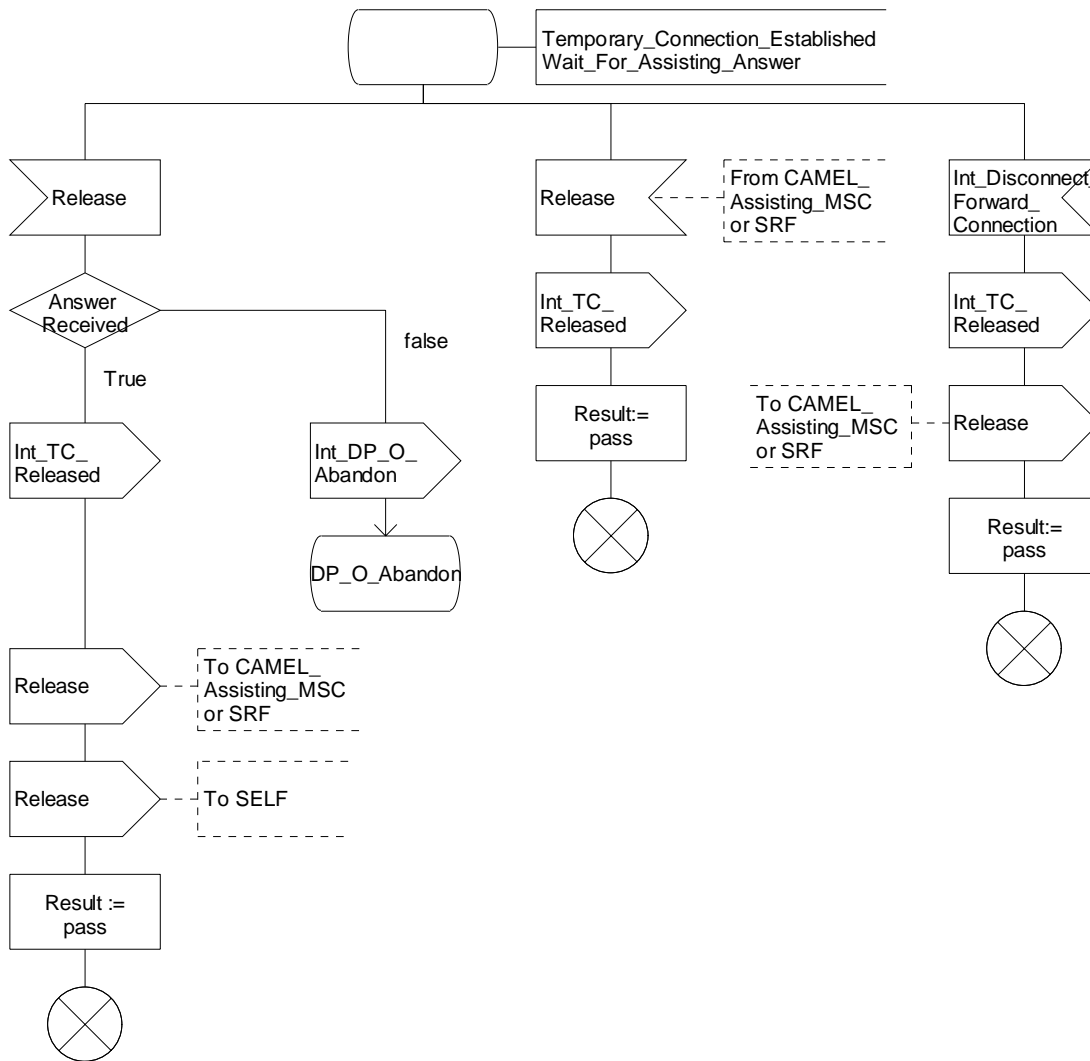 Temporary_Connection_Established
Wait_For_Assisting_Answer
Release
Answer
Received
True
false
Int_TC_
Released
Int_DP_O_
Abandon
DP_O_Abandon
Release
To CAMEL_
Assisting_MSC
or SRF
Release
To SELF
Result :=
pass
Release
From CAMEL_
Assisting_MSC
or SRF
Int_TC_
Released
Result:=
pass
Int_Disconnect_
Forward_
Connection
Int_TC_
Released
To CAMEL_
Assisting_MSC
or SRF
Release
Result:=
pass